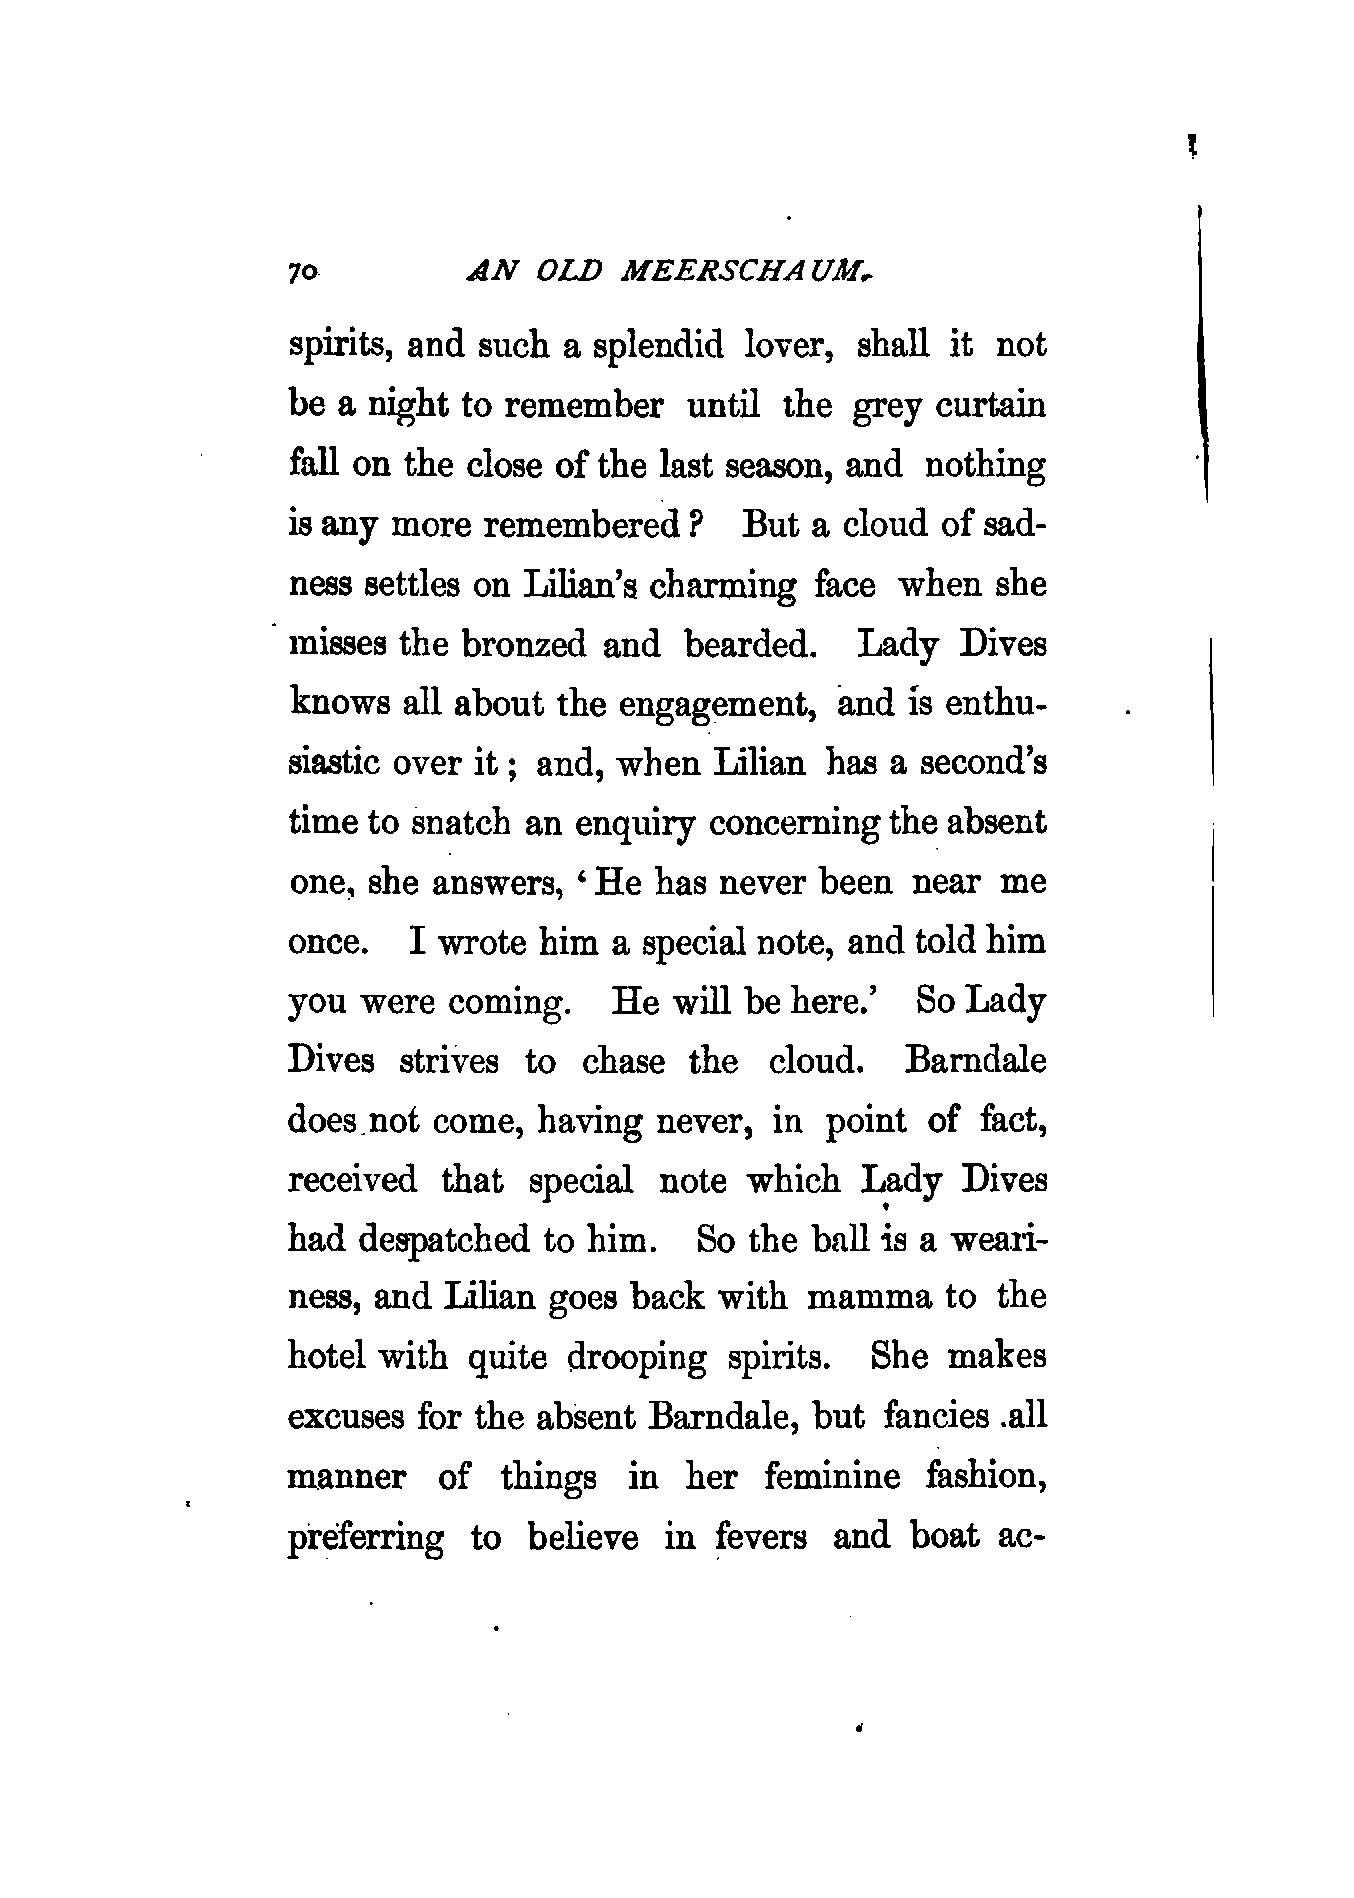 70 AN OLD MEERSCHAUM.
spirits, and such a splendid lover, shall it not
be a night to remember until the grey curtain
fall on the close of the last season, and nothing
is any more remembered ? But a cloud of sad-
ness settles on Lilian's charming face when she
misses the bronzed and bearded. Lady Dives
knows all about the engagement, and is enthu-
siastic over it ; and, when Lilian has a second's
time to snatch an enquiry concerning the absent
one, she answers, ‘ He has never been near me
once. I wrote him a special note, and told him
you were coming. He will be here.’ So Lady
Dives strives to chase the cloud. Barndale
does not come, having never, in point of fact,
received that special note which Lady Dives
had despatched to him. So the ball is a weari-
ness, and Lilian goes back with mamma to the
hotel with quite drooping spirits. She makes
excuses for the absent Barndale, but fancies all
manner of things in her feminine fashion,
preferring to believe in fevers and boat ac-